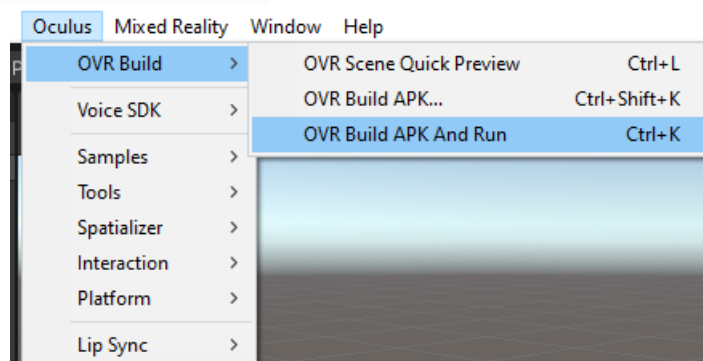 Oculus Mixed Reality Window Help
OVR Build >
Voice SDK >
Samples >
Tools >
Spatializer >
Interaction >
Platform >
Lip Sync >
OVR Scene Quick Preview Ctrl+L
OVR Build APK... Ctrl+Shift+K
OVR Build APK And Run Ctrl+K